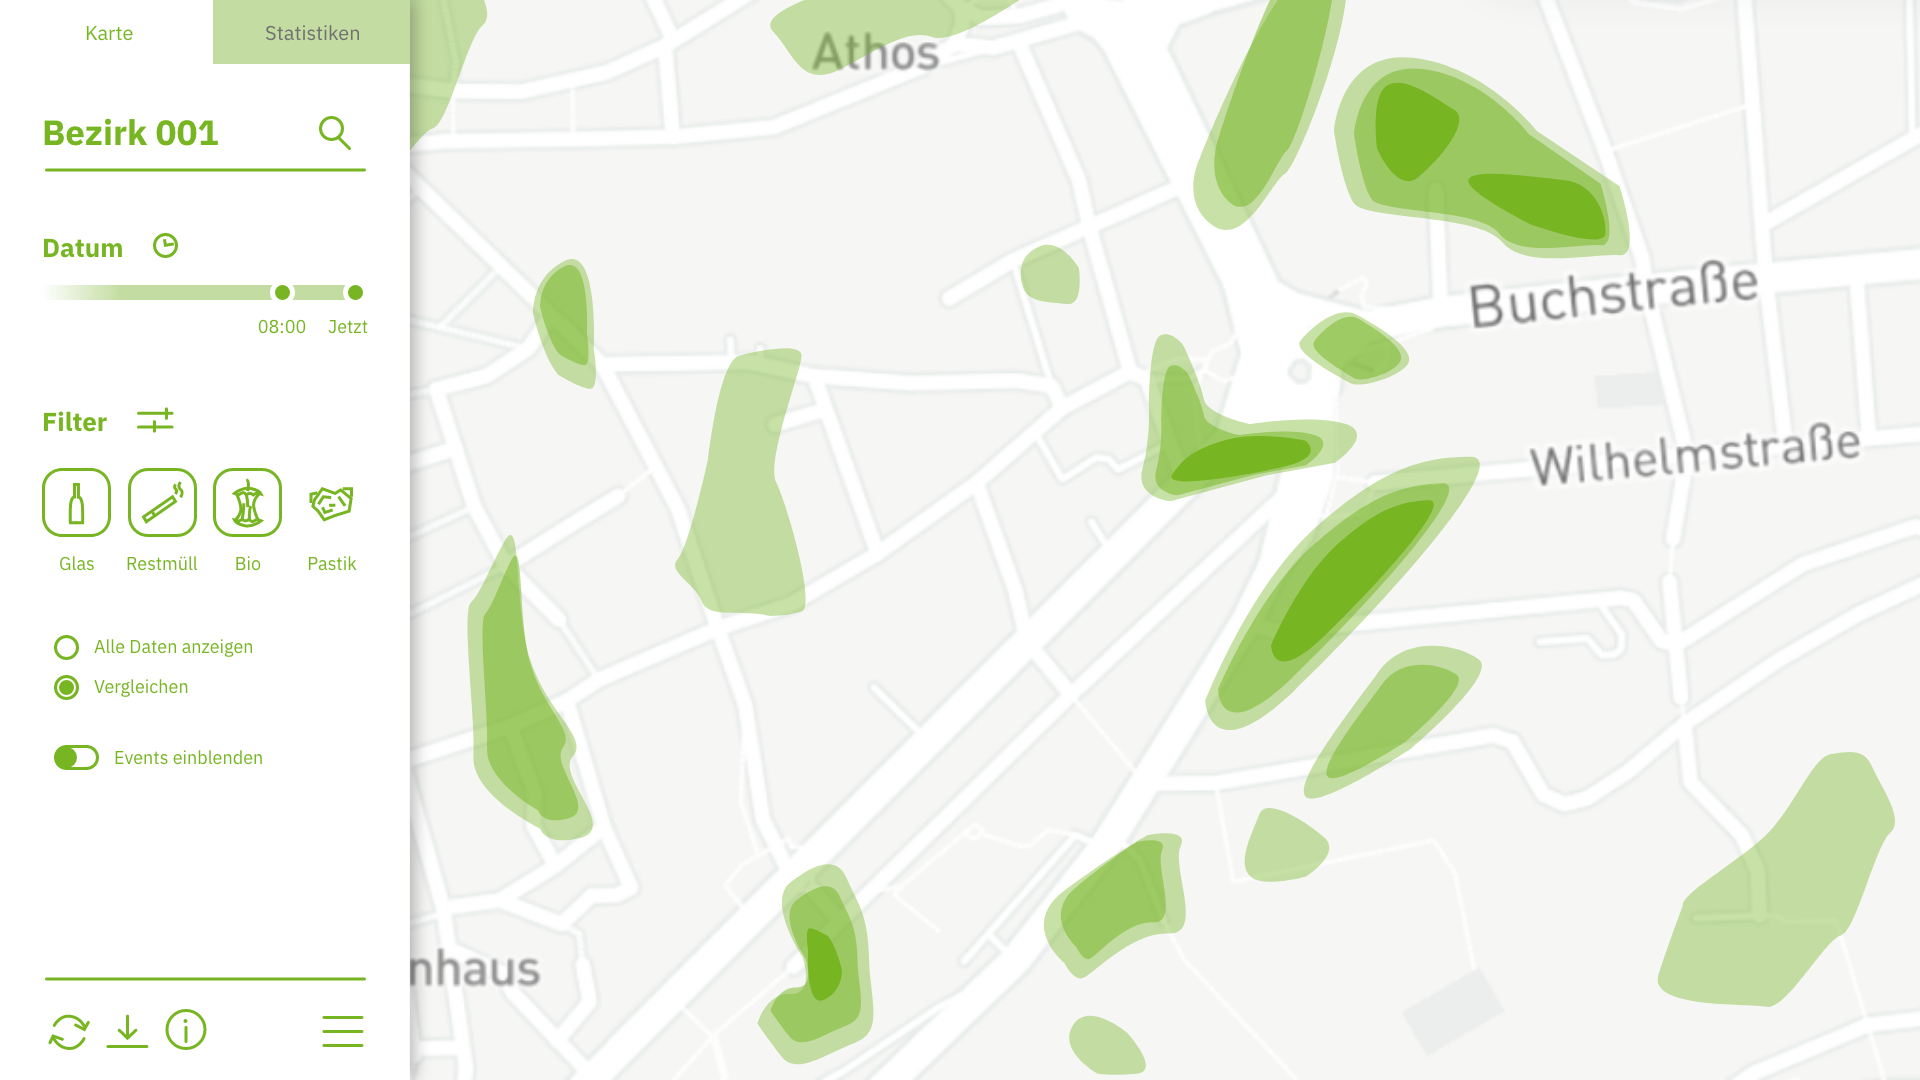 Karte
Statistiken
Bezirk 001
Datum
08:00
Jetzt
Filter
Glas
Restmüll
Bio
Pastik
Alle Daten anzeigen
Vergleichen
Events einblenden
Athos
Buchstraße
Wilhelmstraße
nhaus